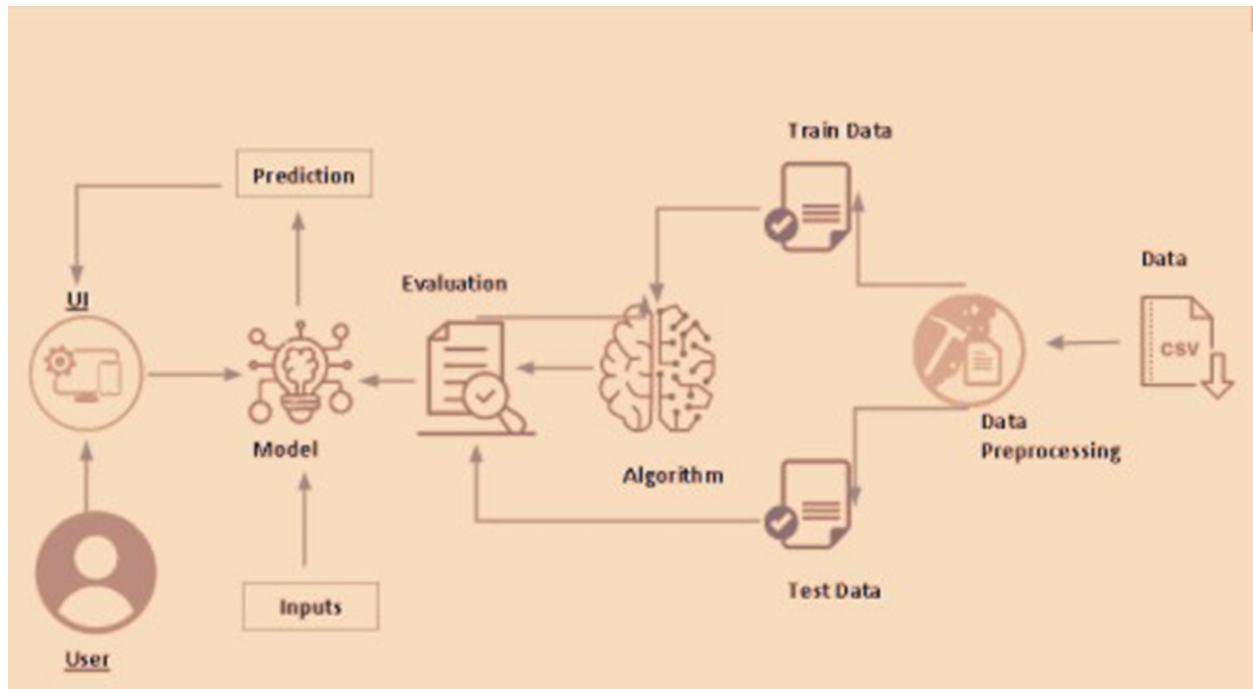 Train Data
Prediction
Data
Evaluation
UI
CSV
Data
Preprocessing
Model
Algorithm
Test Data
Inputs
User